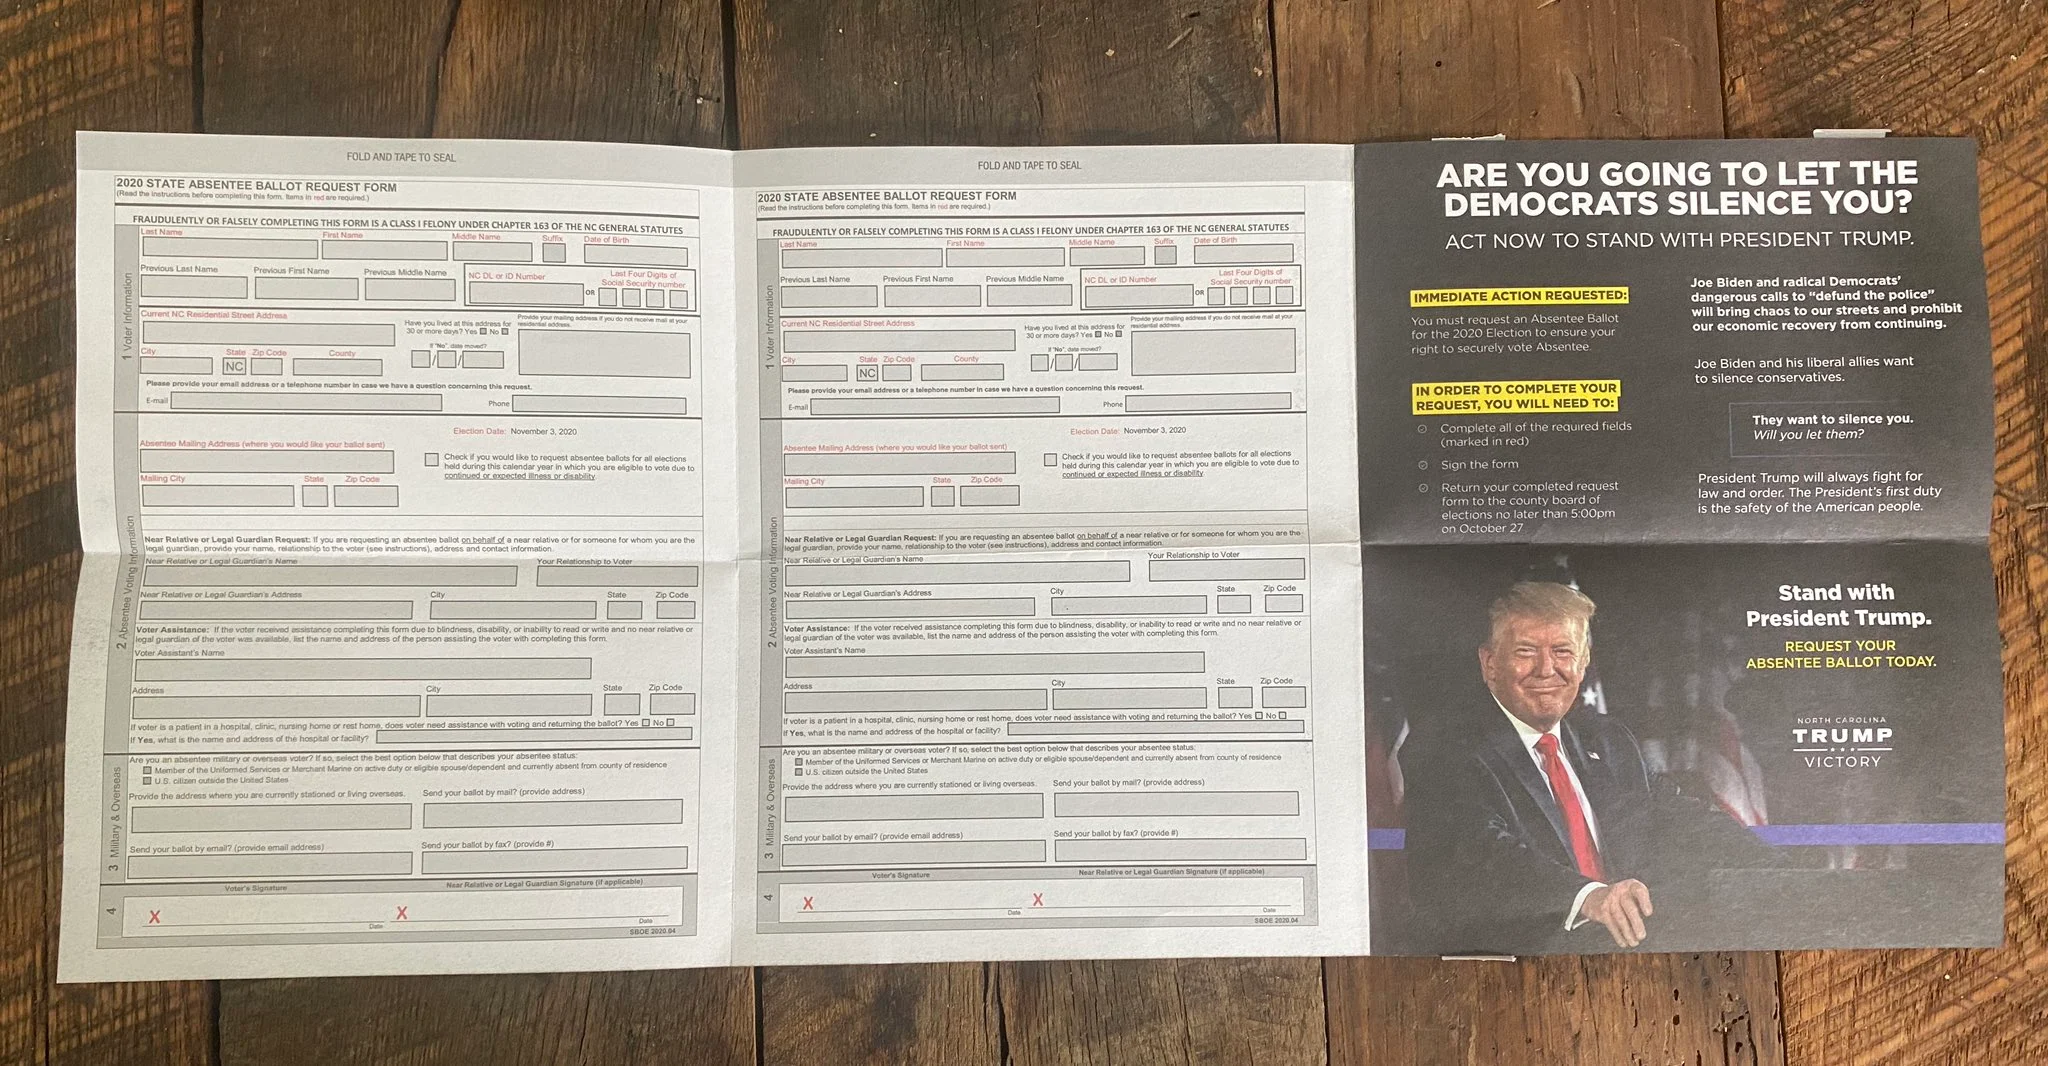 FOLD AND TAPE TO SEAL
2020 STATE ABSENTEE BALLOT REQUEST FORM
(Read the instructions before completing this form. Items in red are required.)
FRAUDULENTLY OR FALSELY COMPLETING THIS FORM IS A CLASS I FELONY UNDER CHAPTER 163 OF THE NC GENERAL STATUTES
1 Voter Information
Last Name First Name Middle Name Suffix Date of Birth
Previous Last Name Previous First Name Previous Middle Name NC DL or ID Number Last Four Digits of
OR Social Security number
Current NC Residential Street Address Have you lived at this address for
30 or more days? Yes No
Provide your mailing address if you do not receive mail at your
residential address.
If "No", date moved?
/ /
City State Zip Code County
NC
Please provide your email address or a telephone number in case we have a question concerning this request.
E-mail Phone
2 Absentee Voting Information
Election Date: November 3, 2020
Absentee Mailing Address (where you would like your ballot sent)
Check if you would like to request absentee ballots for all elections
held during this calendar year in which you are eligible to vote due to
continued or expected illness or disability.
Mailing City State Zip Code
Near Relative or Legal Guardian Request: If you are requesting an absentee ballot on behalf of a near relative or for someone for whom you are the
legal guardian, provide your name, relationship to the voter (see instructions), address and contact information.
Near Relative or Legal Guardian's Name Your Relationship to Voter
Near Relative or Legal Guardian's Address City State Zip Code
Voter Assistance: If the voter received assistance completing this form due to blindness, disability, or inability to read or write and no near relative or
legal guardian of the voter was available, list the name and address of the person assisting the voter with completing this form.
Voter Assistant's Name
Address City State Zip Code
If voter is a patient in a hospital, clinic, nursing home or rest home, does voter need assistance with voting and returning the ballot? Yes No
If Yes, what is the name and address of the hospital or facility?
3 Military & Overseas
Are you an absentee military or overseas voter? If so, select the best option below that describes your absentee status:
Member of the Uniformed Services or Merchant Marine on active duty or eligible spouse/dependent and currently absent from county of residence
U.S. citizen outside the United States
Provide the address where you are currently stationed or living overseas. Send your ballot by mail? (provide address)
Send your ballot by email? (provide email address) Send your ballot by fax? (provide #)
4
Voter's Signature Near Relative or Legal Guardian Signature (if applicable)
X X
Date Date
SBOE 2020.04
FOLD AND TAPE TO SEAL
2020 STATE ABSENTEE BALLOT REQUEST FORM
(Read the instructions before completing this form. Items in red are required.)
FRAUDULENTLY OR FALSELY COMPLETING THIS FORM IS A CLASS I FELONY UNDER CHAPTER 163 OF THE NC GENERAL STATUTES
1 Voter Information
Last Name First Name Middle Name Suffix Date of Birth
Previous Last Name Previous First Name Previous Middle Name NC DL or ID Number Last Four Digits of
OR Social Security number
Current NC Residential Street Address Have you lived at this address for
30 or more days? Yes No
Provide your mailing address if you do not receive mail at your
residential address.
If "No", date moved?
/ /
City State Zip Code County
NC
Please provide your email address or a telephone number in case we have a question concerning this request.
E-mail Phone
2 Absentee Voting Information
Election Date: November 3, 2020
Absentee Mailing Address (where you would like your ballot sent)
Check if you would like to request absentee ballots for all elections
held during this calendar year in which you are eligible to vote due to
continued or expected illness or disability.
Mailing City State Zip Code
Near Relative or Legal Guardian Request: If you are requesting an absentee ballot on behalf of a near relative or for someone for whom you are the
legal guardian, provide your name, relationship to the voter (see instructions), address and contact information.
Near Relative or Legal Guardian's Name Your Relationship to Voter
Near Relative or Legal Guardian's Address City State Zip Code
Voter Assistance: If the voter received assistance completing this form due to blindness, disability, or inability to read or write and no near relative or
legal guardian of the voter was available, list the name and address of the person assisting the voter with completing this form.
Voter Assistant's Name
Address City State Zip Code
If voter is a patient in a hospital, clinic, nursing home or rest home, does voter need assistance with voting and returning the ballot? Yes No
If Yes, what is the name and address of the hospital or facility?
3 Military & Overseas
Are you an absentee military or overseas voter? If so, select the best option below that describes your absentee status:
Member of the Uniformed Services or Merchant Marine on active duty or eligible spouse/dependent and currently absent from county of residence
U.S. citizen outside the United States
Provide the address where you are currently stationed or living overseas. Send your ballot by mail? (provide address)
Send your ballot by email? (provide email address) Send your ballot by fax? (provide #)
4
Voter's Signature Near Relative or Legal Guardian Signature (if applicable)
X X
Date Date
SBOE 2020.04
ARE YOU GOING TO LET THE
DEMOCRATS SILENCE YOU?
ACT NOW TO STAND WITH PRESIDENT TRUMP.
IMMEDIATE ACTION REQUESTED:
You must request an Absentee Ballot
for the 2020 Election to ensure your
right to securely vote Absentee.
IN ORDER TO COMPLETE YOUR
REQUEST, YOU WILL NEED TO:
Complete all of the required fields
(marked in red)
Sign the form
Return your completed request
form to the county board of
elections no later than 5:00pm
on October 27
Joe Biden and radical Democrats'
dangerous calls to "defund the police"
will bring chaos to our streets and prohibit
our economic recovery from continuing.
Joe Biden and his liberal allies want
to silence conservatives.
They want to silence you.
Will you let them?
President Trump will always fight for
law and order. The President's first duty
is the safety of the American people.
Stand with
President Trump.
REQUEST YOUR
ABSENTEE BALLOT TODAY.
NORTH CAROLINA
TRUMP
VICTORY